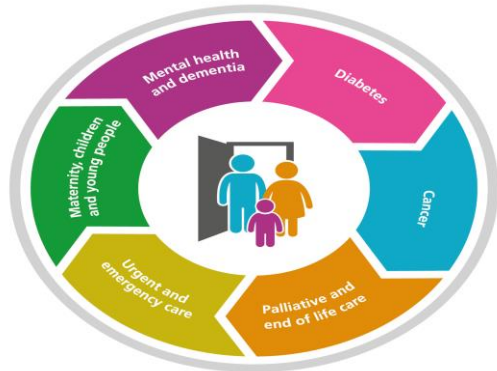 Mental health
and dementia
Diabetes
Cancer
Palliative and
end of life care
Urgent and
emergency care
Maternity, children
and young people